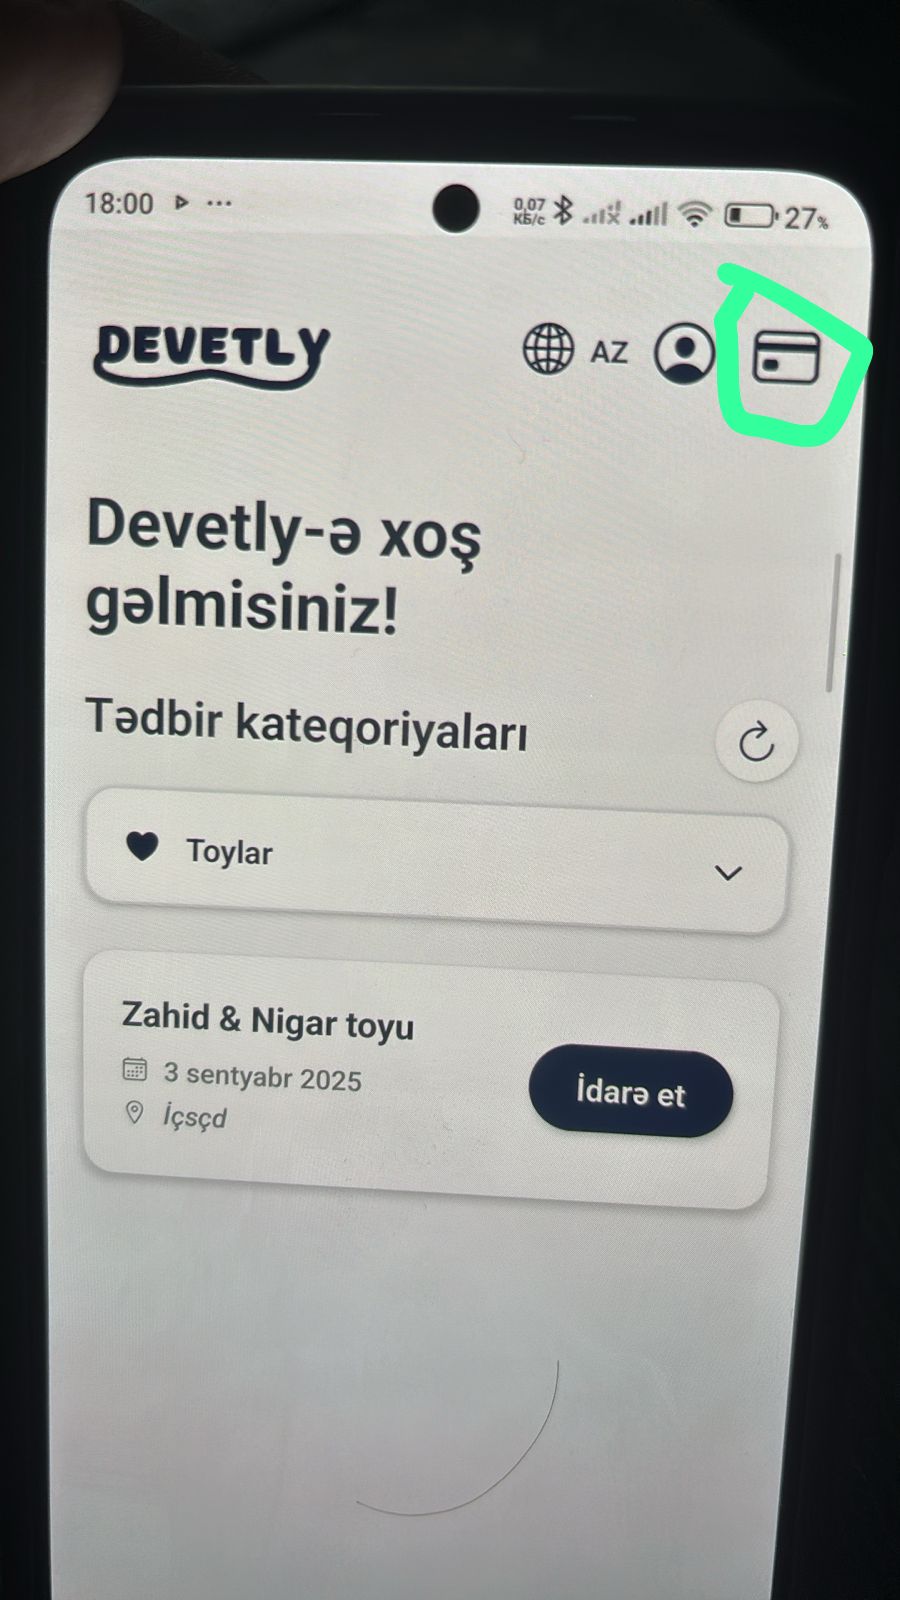 18:00
0,07
КБ/с
27%
DEVETLY
AZ
Devetly-ə xoş
gəlmisiniz!
Tədbir kateqoriyaları
Toylar
Zahid & Nigar toyu
3 sentyabr 2025
İçsçd
İdarə et